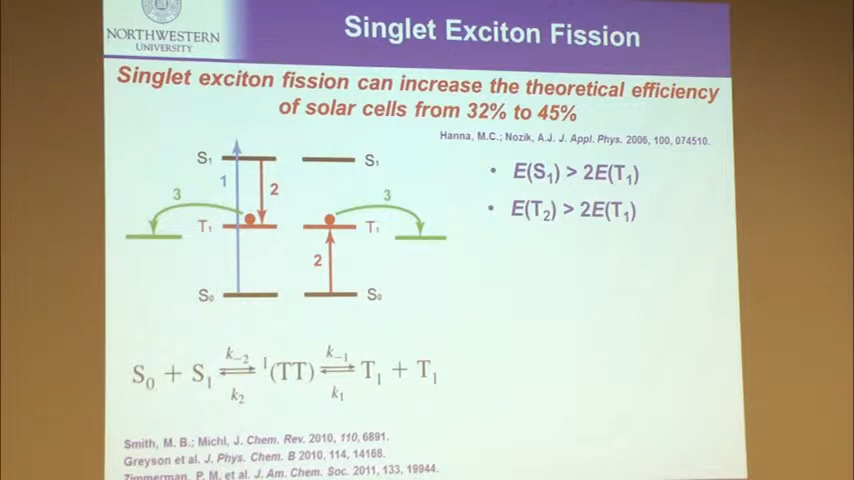 NORTHWESTERN
UNIVERSITY
Singlet Exciton Fission
Singlet exciton fission can increase the theoretical efficiency
of solar cells from 32% to 45%
Hanna, M.C.; Nozik, A.J. J. Appl. Phys. 2006, 100, 074510.
S₁ S₁
1 2
3 3
T₁ T₁
2
S₀ S₀
• E(S₁) > 2E(T₁)
• E(T₂) > 2E(T₁)
k₋₂ k₋₁
S₀ + S₁ ⇌ ¹(TT) ⇌ T₁ + T₁
k₂ k₁
Smith, M. B.; Michl, J. Chem. Rev. 2010, 110, 6891.
Greyson et al. J. Phys. Chem. B 2010, 114, 14168.
Zimmerman, P. M. et al. J. Am. Chem. Soc. 2011, 133, 19944.